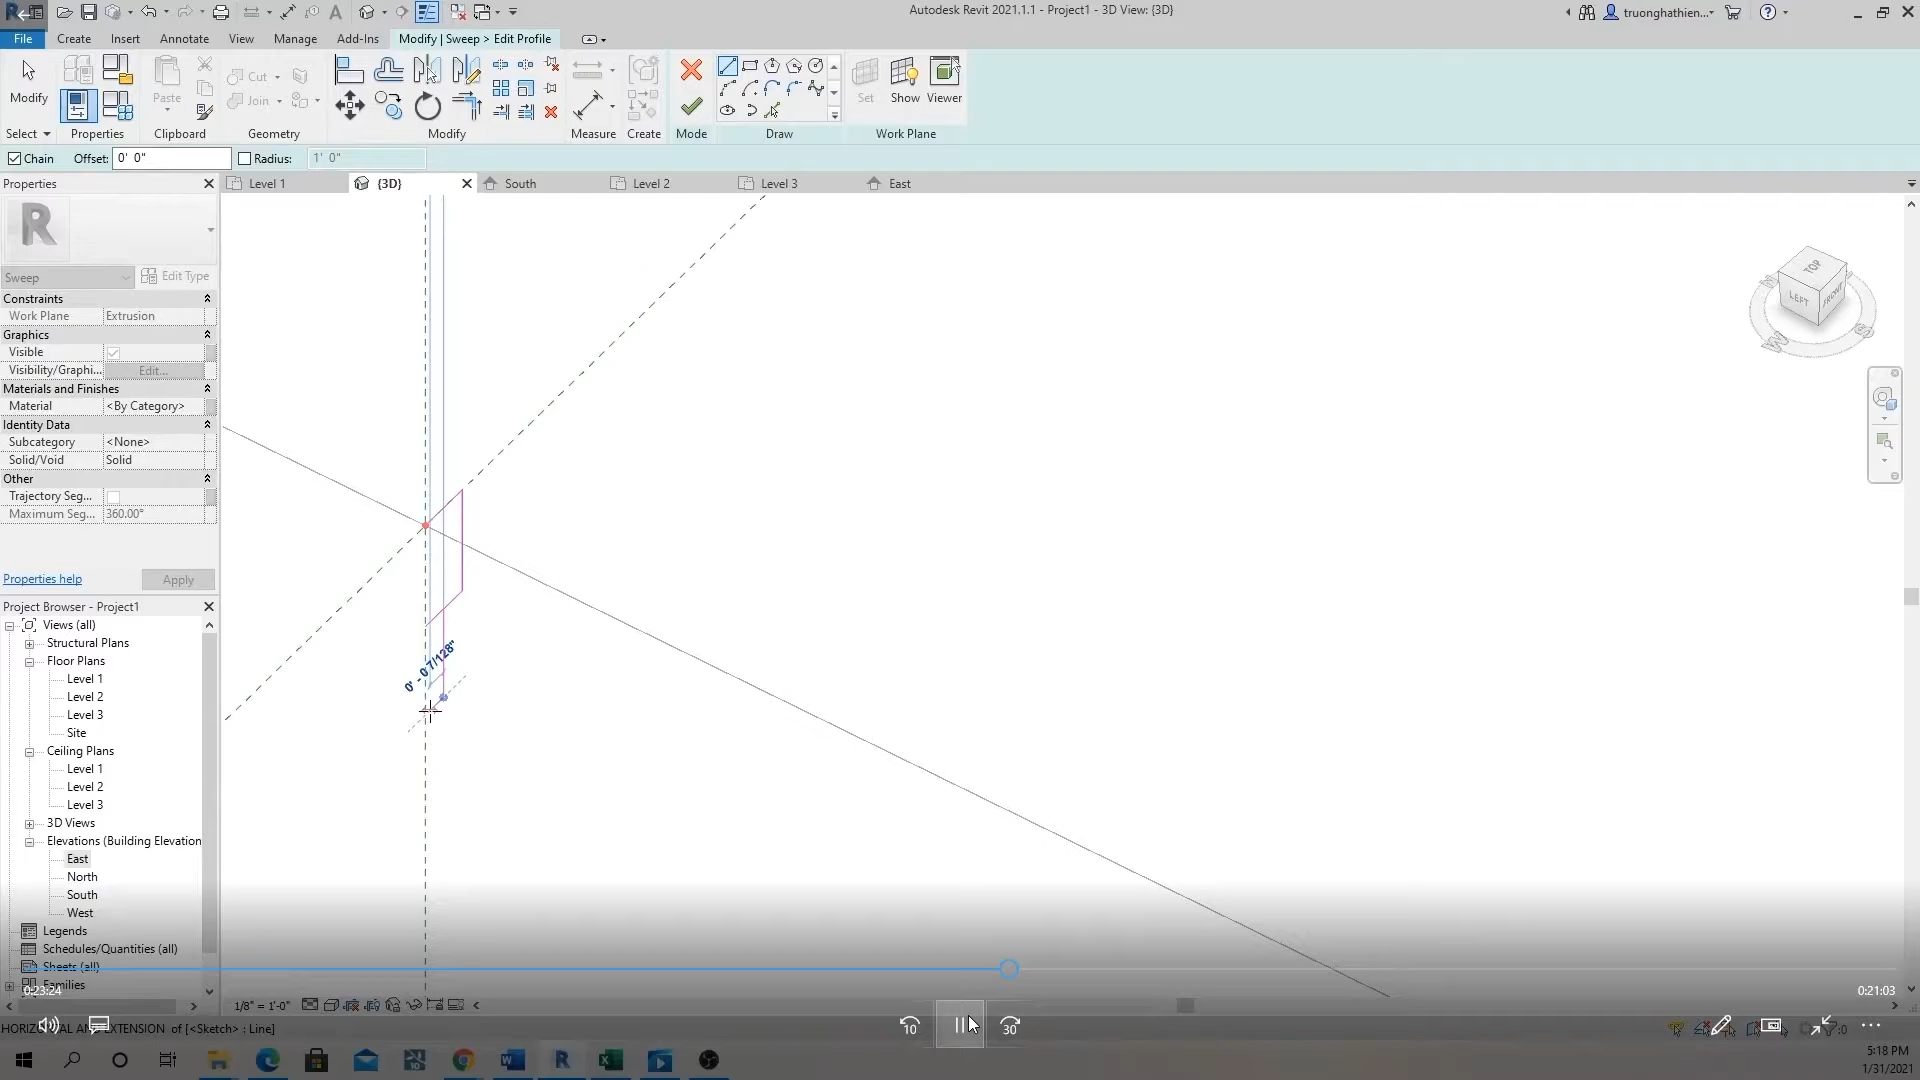 Autodesk Revit 2021.1.1 - Project1 - 3D View: {3D}
truonghathien...
File
Create
Insert
Annotate
View
Manage
Add-Ins
Modify | Sweep > Edit Profile
Modify
Paste
Cut
Join
Set
Show
Viewer
Select
Properties
Clipboard
Geometry
Modify
Measure
Create
Mode
Draw
Work Plane
Chain
Offset:
0' 0"
Radius:
1' 0"
Properties
Level 1
{3D}
South
Level 2
Level 3
East
R
Sweep
Edit Type
Constraints
Work Plane
Extrusion
Graphics
Visible
Visibility/Graphi...
Edit...
Materials and Finishes
Material
<By Category>
Identity Data
Subcategory
<None>
Solid/Void
Solid
Other
Trajectory Seg...
Maximum Seg...
360.00°
Properties help
Apply
TOP
LEFT
FRONT
W
S
0' - 0 7/128"
Project Browser - Project1
Views (all)
Structural Plans
Floor Plans
Level 1
Level 2
Level 3
Site
Ceiling Plans
Level 1
Level 2
Level 3
3D Views
Elevations (Building Elevation
East
North
South
West
Legends
Schedules/Quantities (all)
Sheets (all)
Families
0:23:24
0:21:03
1/8" = 1'-0"
10
30
EXTENSION of [<Sketch> : Line]
:0
5:18 PM
1/31/2021